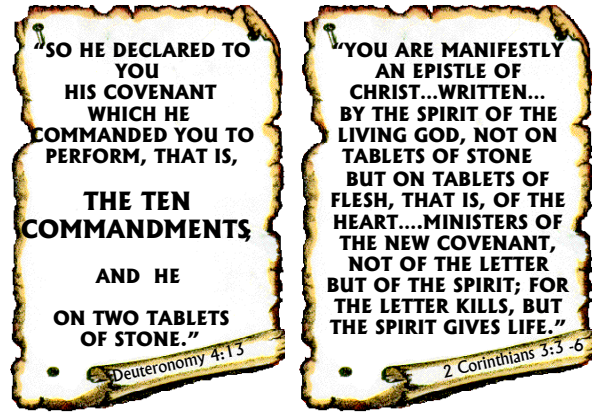 “SO HE DECLARED TO
YOU
HIS COVENANT
WHICH HE
COMMANDED YOU TO
PERFORM, THAT IS,
THE TEN
COMMANDMENTS,
AND HE
ON TWO TABLETS
OF STONE.”
Deuteronomy 4:13
“YOU ARE MANIFESTLY
AN EPISTLE OF
CHRIST...WRITTEN...
BY THE SPIRIT OF THE
LIVING GOD, NOT ON
TABLETS OF STONE
BUT ON TABLETS OF
FLESH, THAT IS, OF THE
HEART....MINISTERS OF
THE NEW COVENANT,
NOT OF THE LETTER
BUT OF THE SPIRIT; FOR
THE LETTER KILLS, BUT
THE SPIRIT GIVES LIFE.”
2 Corinthians 3:3 -6